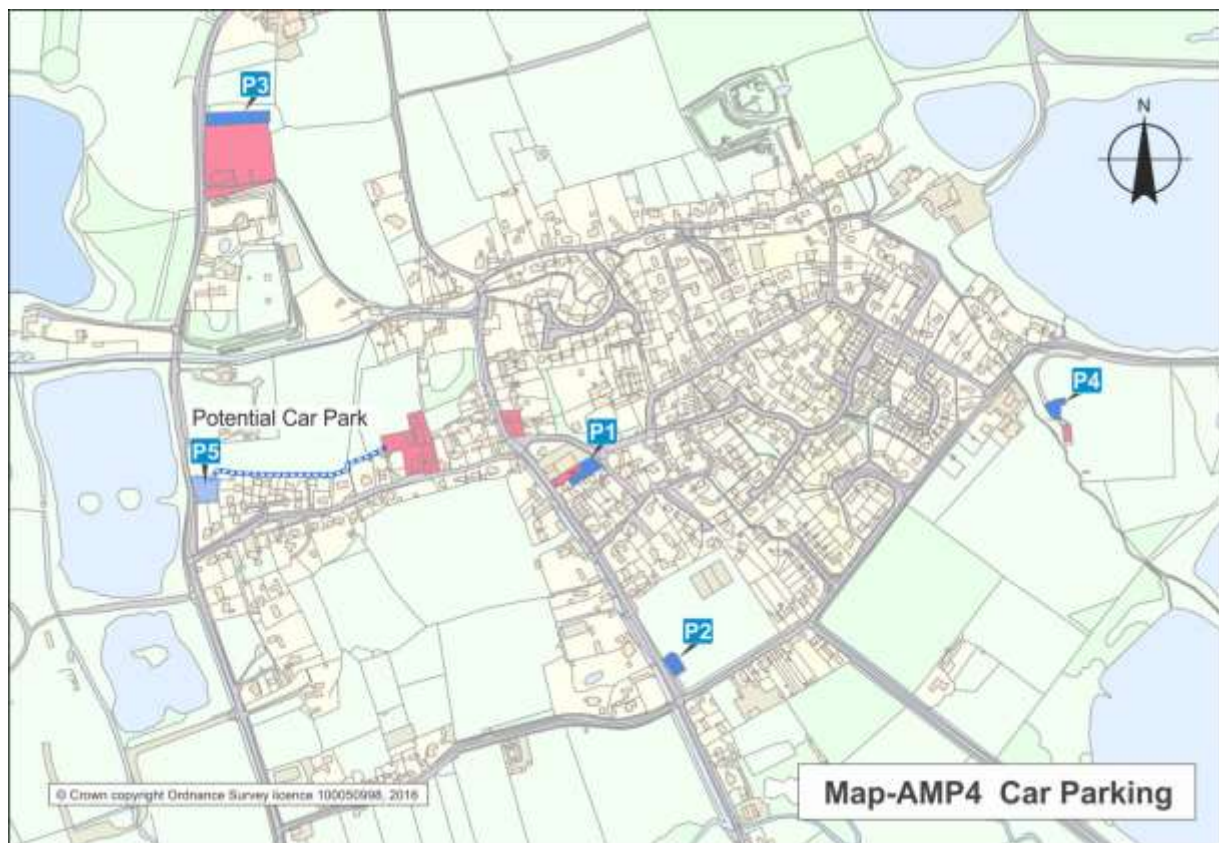 P3
N
P4
Potential Car Park
P1
P5
P2
© Crown copyright Ordnance Survey licence 100050998, 2016
Map-AMP4 Car Parking